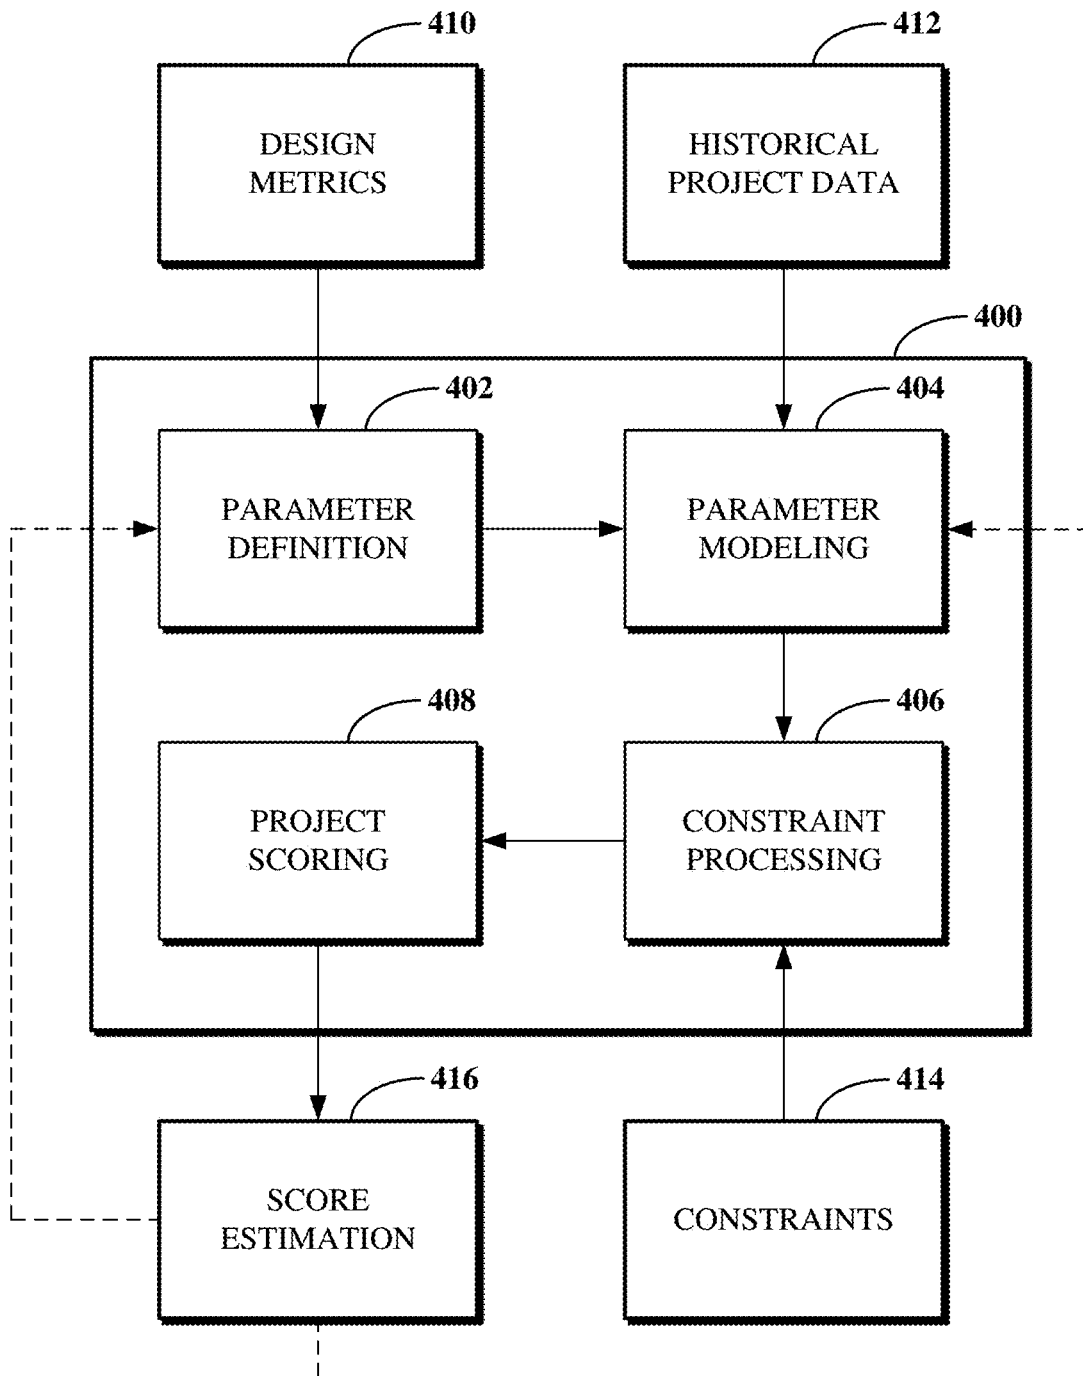 410
412
DESIGN
METRICS
HISTORICAL
PROJECT DATA
400
402
404
PARAMETER
DEFINITION
PARAMETER
MODELING
408
406
PROJECT
SCORING
CONSTRAINT
PROCESSING
416
414
SCORE
ESTIMATION
CONSTRAINTS